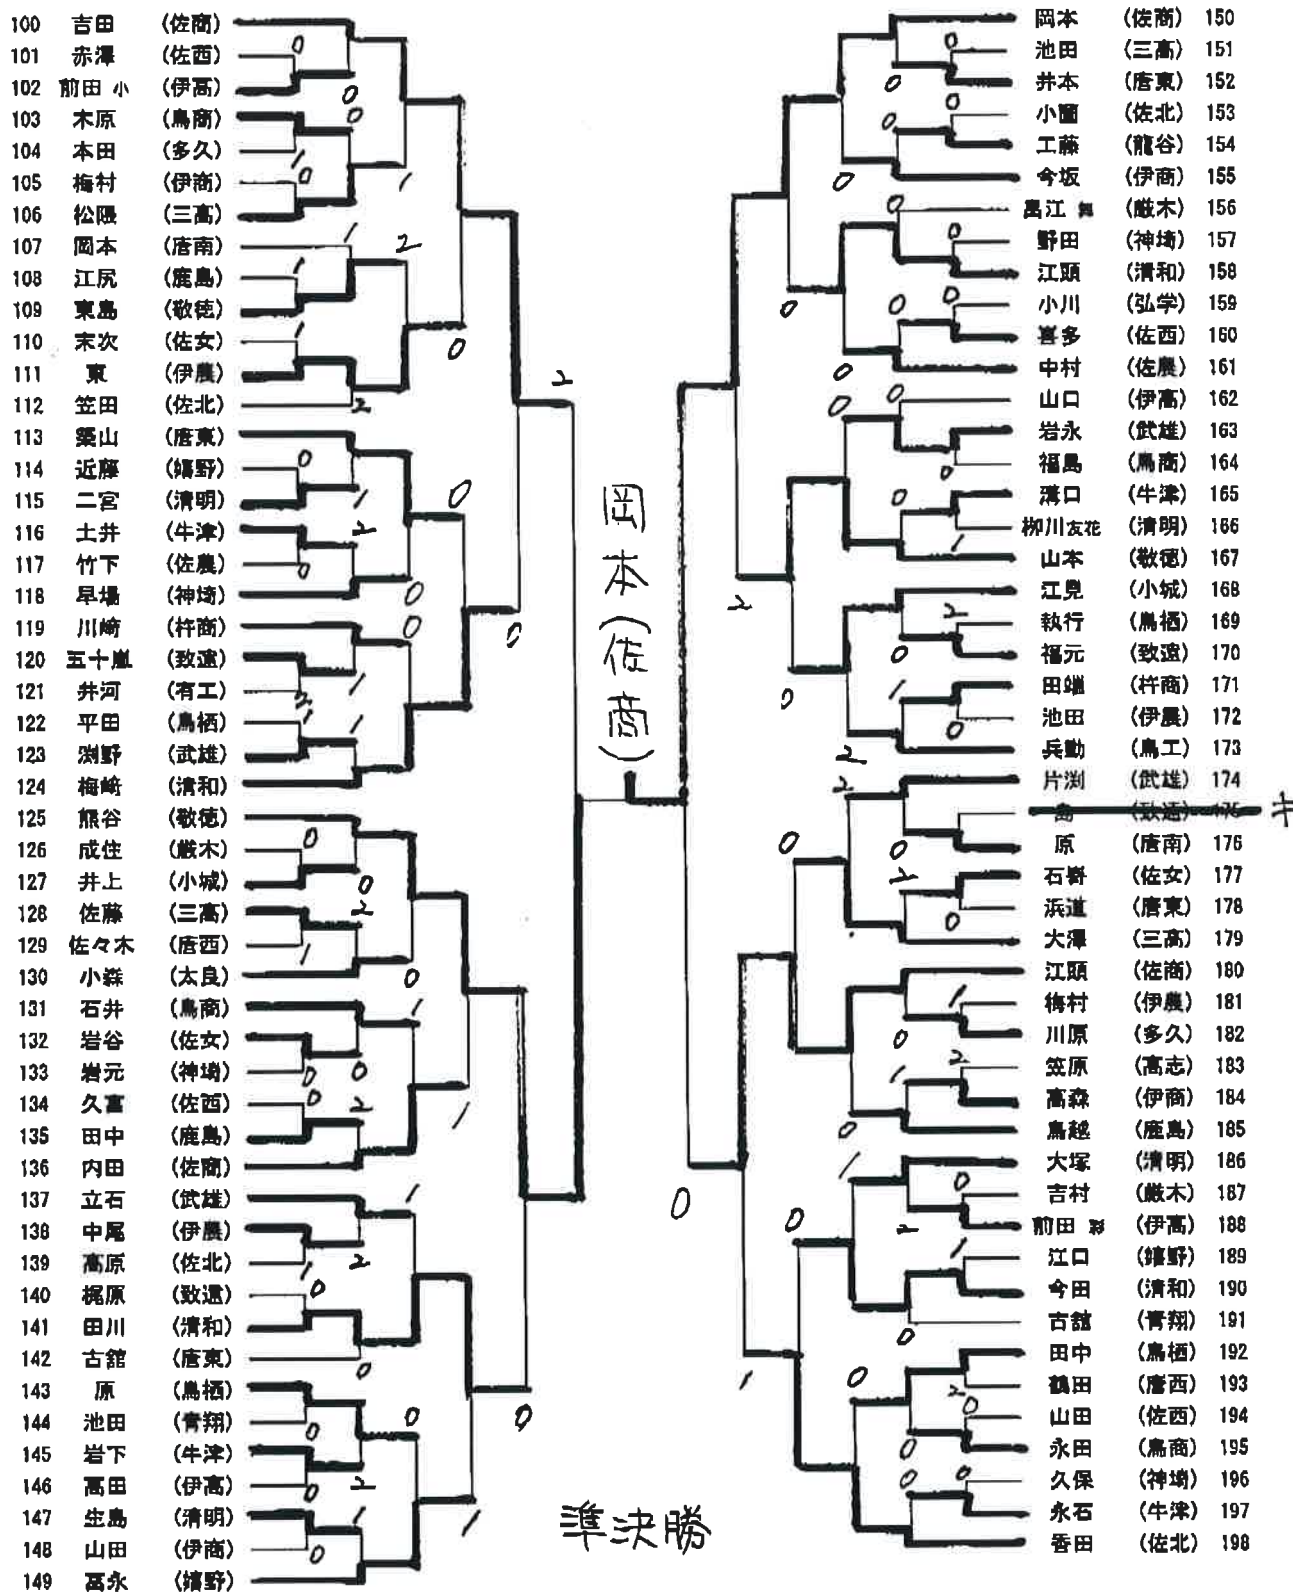 100 吉田 (佐商)
101 赤澤 (佐西)
102 前田 小 (伊高)
103 木原 (鳥商)
104 本田 (多久)
105 梅村 (伊商)
106 松隈 (三高)
107 岡本 (唐南)
108 江尻 (鹿島)
109 東島 (敬徳)
110 末次 (佐女)
111 東 (伊農)
112 笠田 (佐北)
113 築山 (唐東)
114 近藤 (嬉野)
115 二宮 (清明)
116 土井 (牛津)
117 竹下 (佐農)
118 早場 (神埼)
119 川崎 (杵商)
120 五十嵐 (致遠)
121 井河 (有工)
122 平田 (鳥栖)
123 渕野 (武雄)
124 梅崎 (清和)
125 熊谷 (敬徳)
126 成住 (厳木)
127 井上 (小城)
128 佐藤 (三高)
129 佐々木 (唐西)
130 小森 (太良)
131 石井 (鳥商)
132 岩谷 (佐女)
133 岩元 (神埼)
134 久富 (佐西)
135 田中 (鹿島)
136 内田 (佐商)
137 立石 (武雄)
138 中尾 (伊農)
139 高原 (佐北)
140 梶原 (致遠)
141 田川 (清和)
142 古舘 (唐東)
143 原 (鳥栖)
144 池田 (青翔)
145 岩下 (牛津)
146 高田 (伊高)
147 生島 (清明)
148 山田 (伊商)
149 冨永 (嬉野)
岡本(佐商)
準決勝
岡本 (佐商) 150
池田 (三高) 151
井本 (唐東) 152
小園 (佐北) 153
工藤 (龍谷) 154
今坂 (伊商) 155
嶌江 舞 (厳木) 156
野田 (神埼) 157
江頭 (清和) 158
小川 (弘学) 159
喜多 (佐西) 160
中村 (佐農) 161
山口 (伊高) 162
岩永 (武雄) 163
福島 (鳥商) 164
溝口 (牛津) 165
栁川友花 (清明) 166
山本 (敬徳) 167
江見 (小城) 168
執行 (鳥栖) 169
福元 (致遠) 170
田端 (杵商) 171
池田 (伊農) 172
兵動 (鳥工) 173
片渕 (武雄) 174
島 (致遠) 175 キ
原 (唐南) 176
石嵜 (佐女) 177
浜道 (唐東) 178
大澤 (三高) 179
江頭 (佐商) 180
梅村 (伊農) 181
川原 (多久) 182
笠原 (高志) 183
高森 (伊商) 184
鳥越 (鹿島) 185
大塚 (清明) 186
吉村 (厳木) 187
前田 彩 (伊高) 188
江口 (嬉野) 189
今田 (清和) 190
古舘 (青翔) 191
田中 (鳥栖) 192
鶴田 (唐西) 193
山田 (佐西) 194
永田 (鳥商) 195
久保 (神埼) 196
永石 (牛津) 197
香田 (佐北) 198